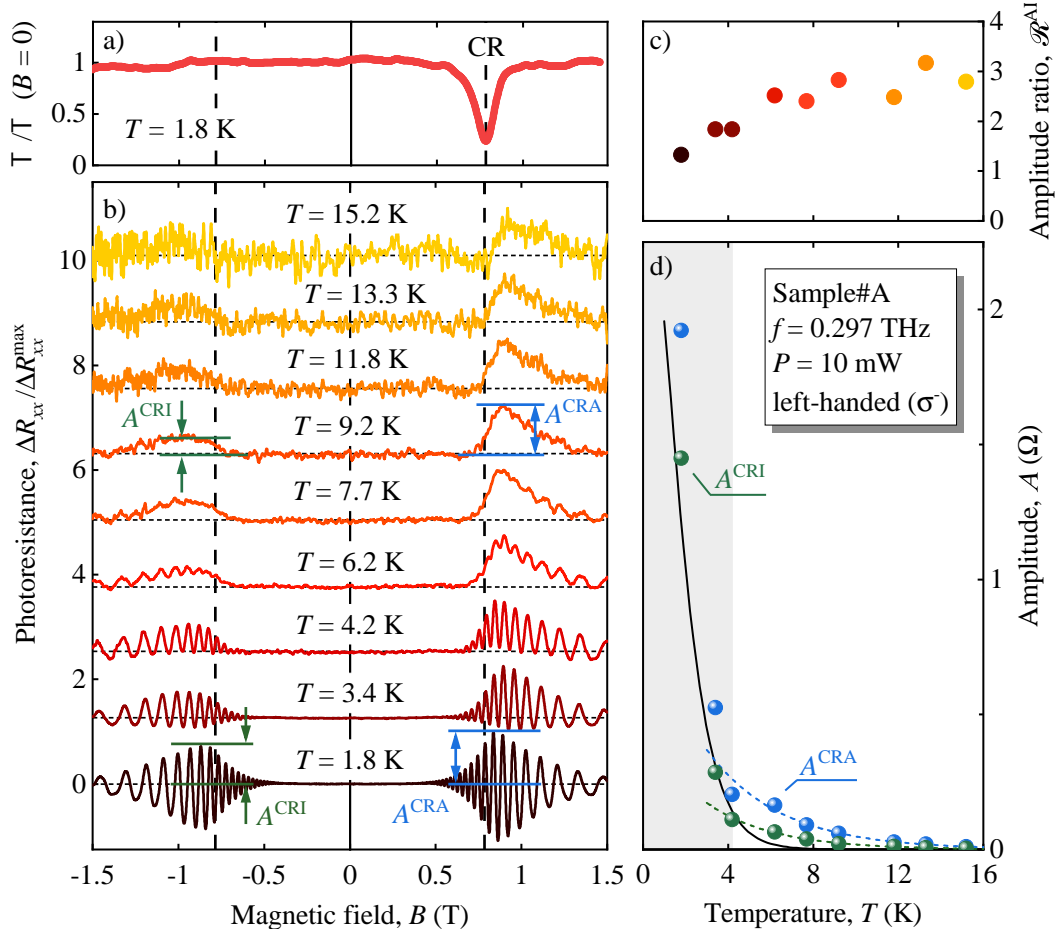 a)
CR
T = 1.8 K
T/T (B = 0)
1
0.5
0
b)
T = 15.2 K
T = 13.3 K
T = 11.8 K
T = 9.2 K
T = 7.7 K
T = 6.2 K
T = 4.2 K
T = 3.4 K
T = 1.8 K
A^CRI
A^CRA
A^CRI
A^CRA
10
8
6
4
2
0
Photoresistance, ΔR_xx/ΔR_xx^max
-1.5 -1 -0.5 0 0.5 1 1.5
Magnetic field, B (T)
c)
4
3
2
1
0
Amplitude ratio, ℛ^AI
d)
Sample#A
f = 0.297 THz
P = 10 mW
left-handed (σ⁻)
A^CRI
A^CRA
2
1
0
Amplitude, A (Ω)
0 4 8 12 16
Temperature, T (K)